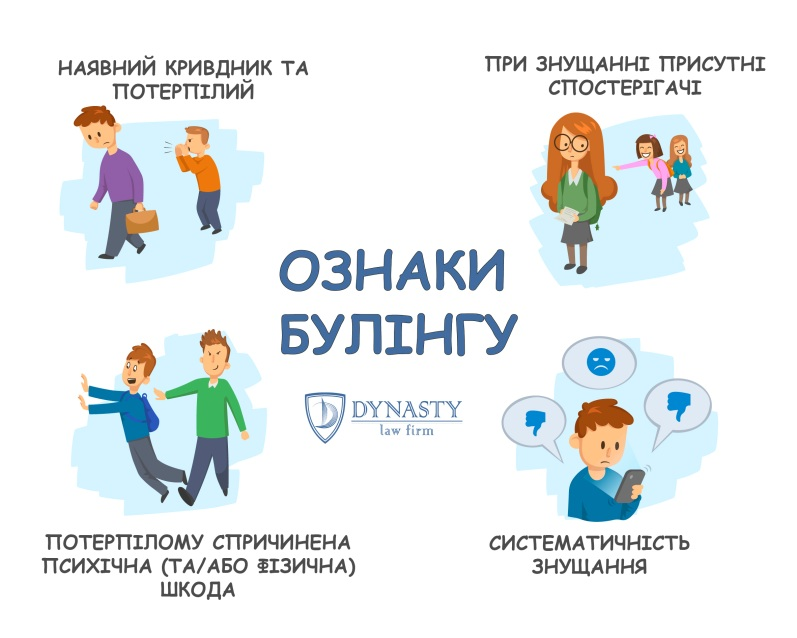 НАЯВНИЙ КРИВДНИК ТА
ПОТЕРПІЛИЙ
ПРИ ЗНУЩАННІ ПРИСУТНІ
СПОСТЕРІГАЧІ
ОЗНАКИ
БУЛІНГУ
DYNASTY
law firm
ПОТЕРПІЛОМУ СПРИЧИНЕНА
ПСИХІЧНА (ТА/АБО ФІЗИЧНА)
ШКОДА
СИСТЕМАТИЧНІСТЬ
ЗНУЩАННЯ